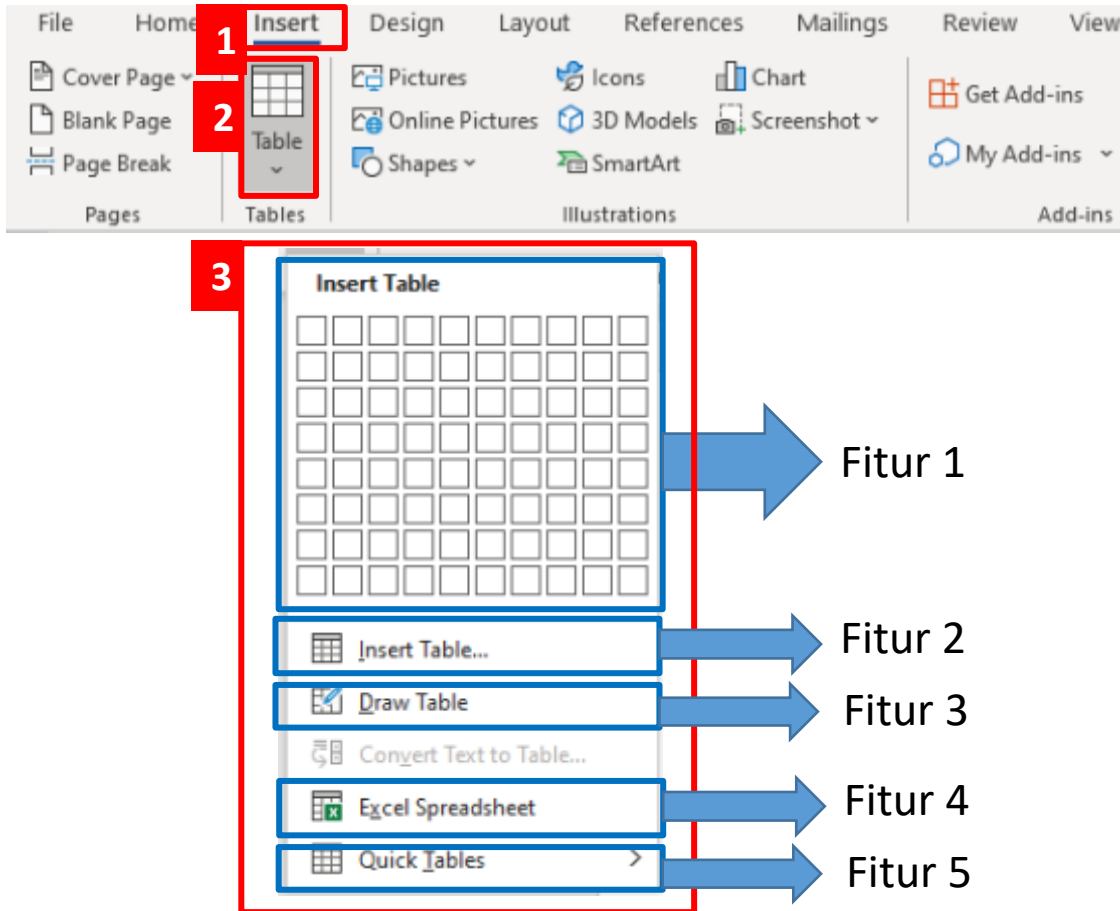 File Home Insert Design Layout References Mailings Review View
1
2
Cover Page
Blank Page
Page Break
Pages
Table
Tables
Pictures
Online Pictures
Shapes
Icons
3D Models
SmartArt
Chart
Screenshot
Illustrations
Get Add-ins
My Add-ins
Add-ins
3
Insert Table
Fitur 1
Insert Table...
Fitur 2
Draw Table
Fitur 3
Convert Text to Table...
Excel Spreadsheet
Fitur 4
Quick Tables
Fitur 5